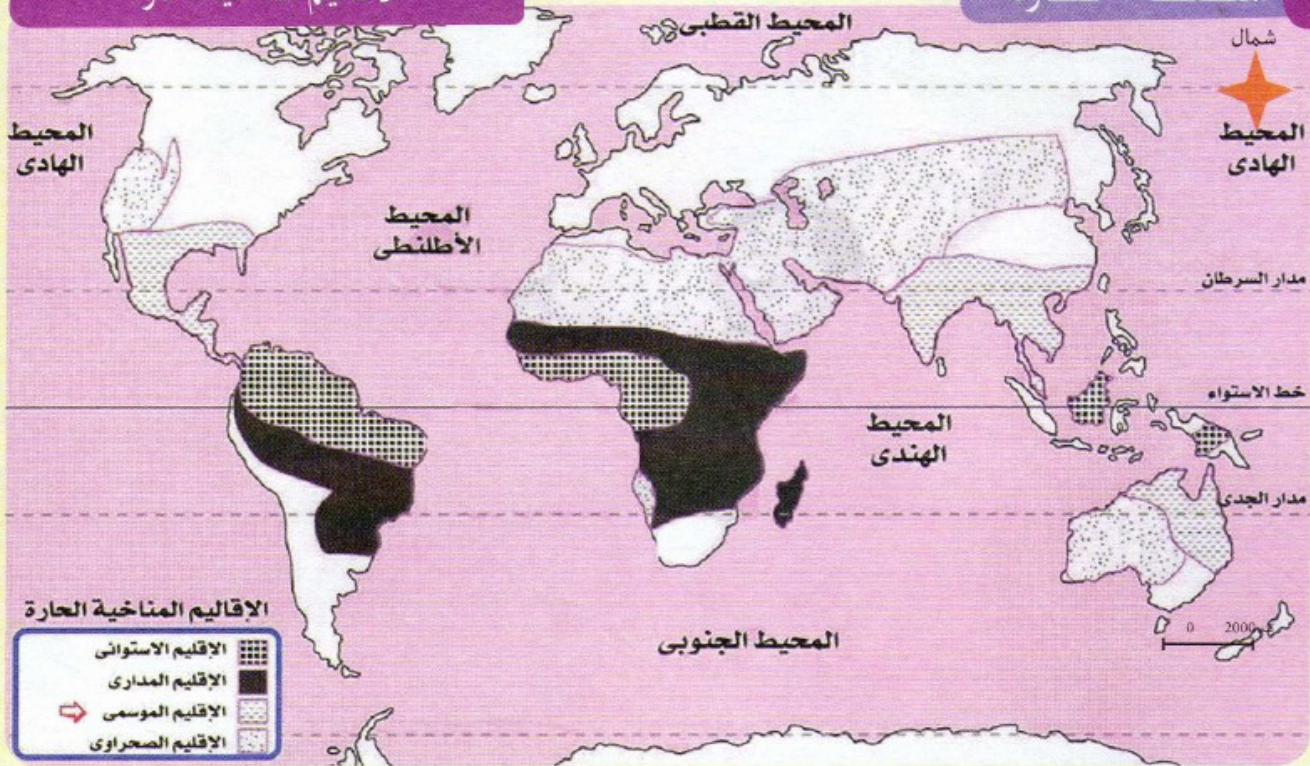 المحيط القطبى
شمال
المحيط
الهادى
المحيط
الهادى
المحيط
الأطلنطى
مدار السرطان
خط الاستواء
المحيط
الهندى
مدار الجدى
المحيط الجنوبى
0 2000
الإقاليم المناخية الحارة
الإقليم الاستوائى
الإقليم المدارى
الإقليم الموسمى
الإقليم الصحراوى